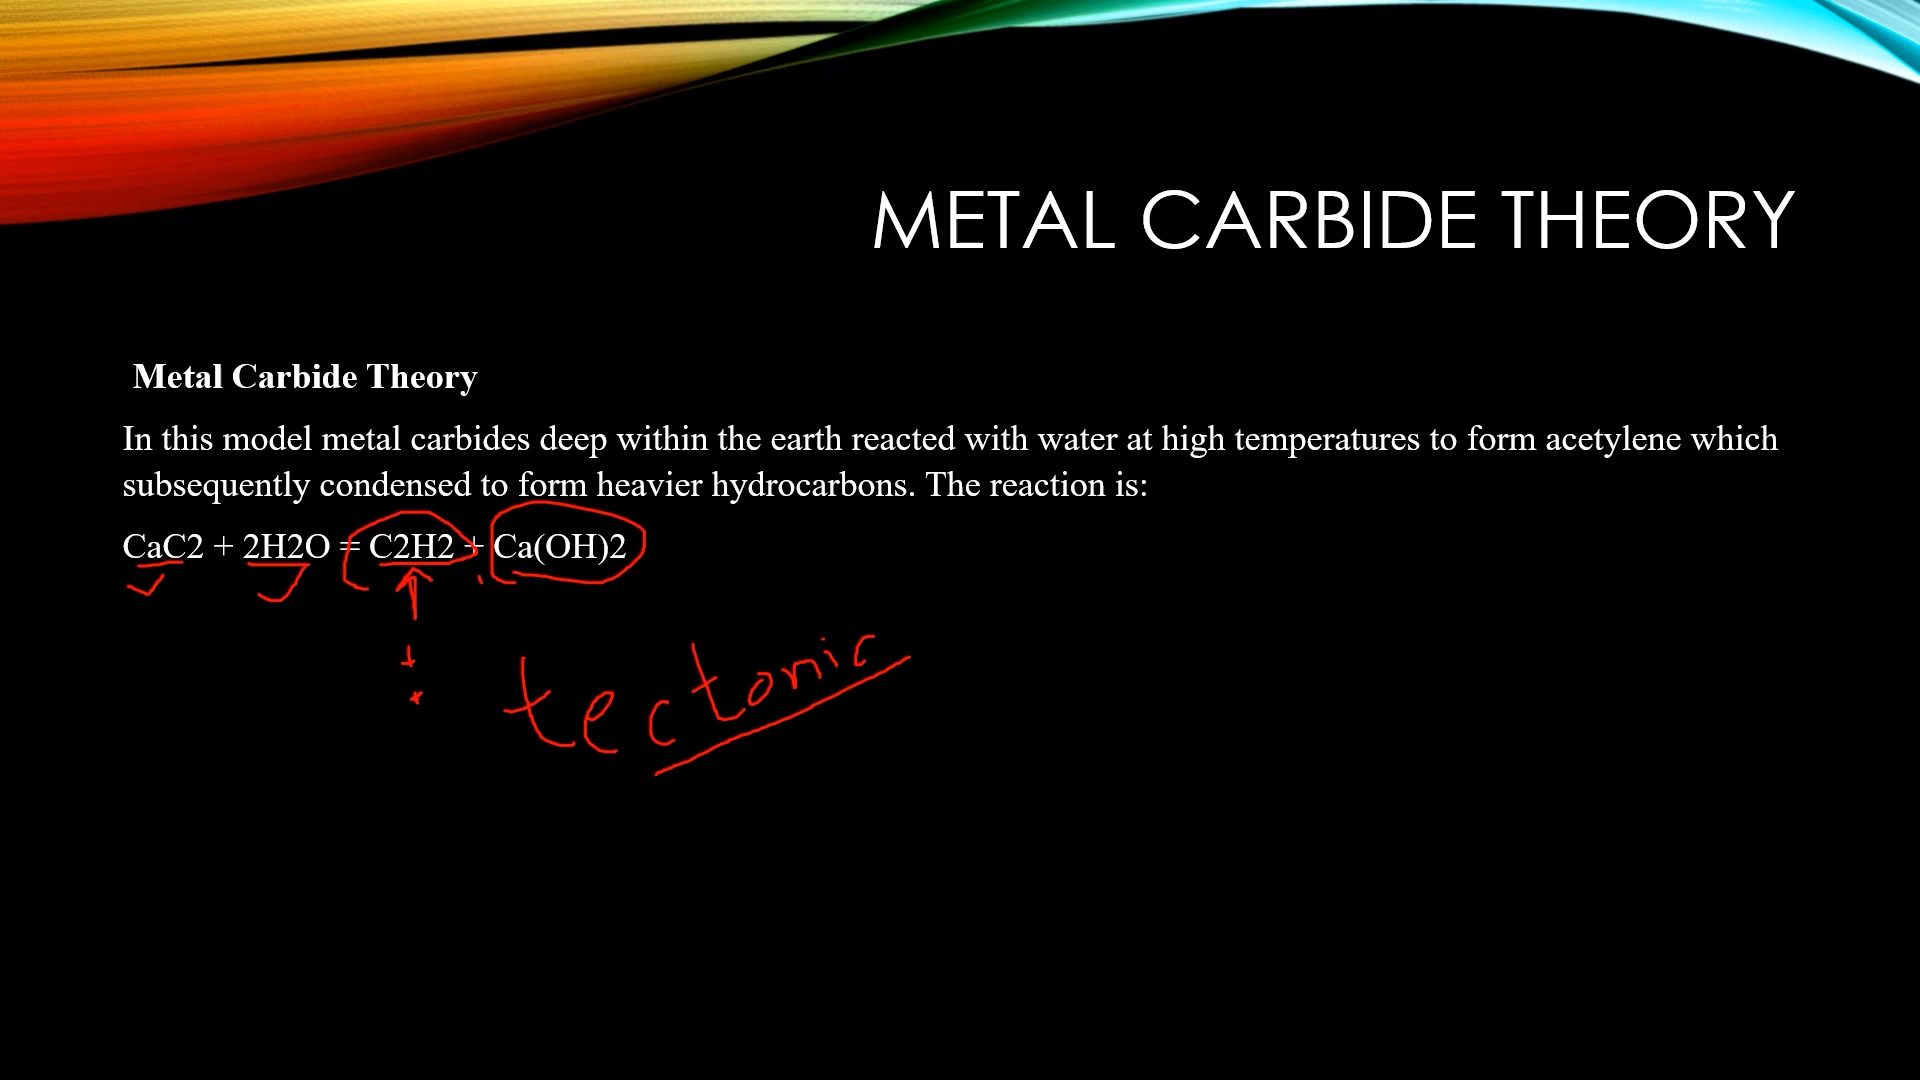 METAL CARBIDE THEORY
Metal Carbide Theory
In this model metal carbides deep within the earth reacted with water at high temperatures to form acetylene which
subsequently condensed to form heavier hydrocarbons. The reaction is:
CaC2 + 2H2O = C2H2 + Ca(OH)2
tectonic